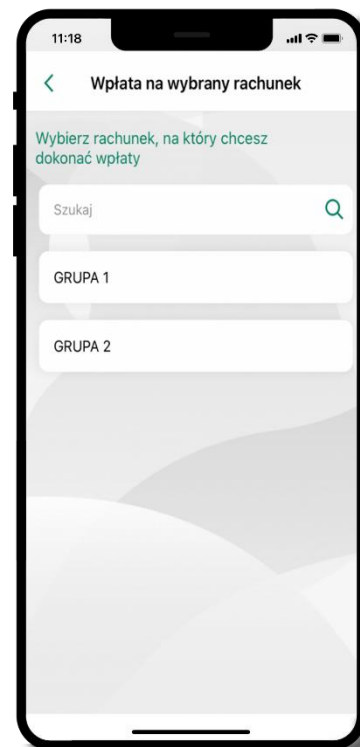 11:18
Wpłata na wybrany rachunek
Wybierz rachunek, na który chcesz
dokonać wpłaty
Szukaj
GRUPA 1
GRUPA 2